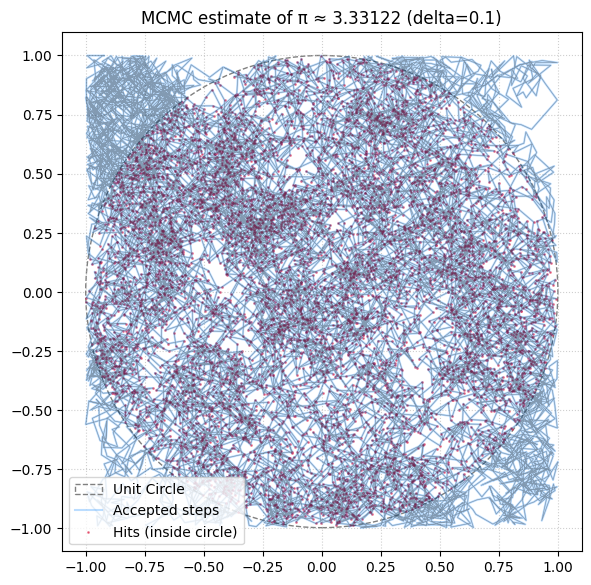 MCMC estimate of π ≈ 3.33122 (delta=0.1)
1.00
0.75
0.50
0.25
0.00
−0.25
−0.50
−0.75
−1.00
Unit Circle
Accepted steps
Hits (inside circle)
−1.00 −0.75 −0.50 −0.25 0.00 0.25 0.50 0.75 1.00